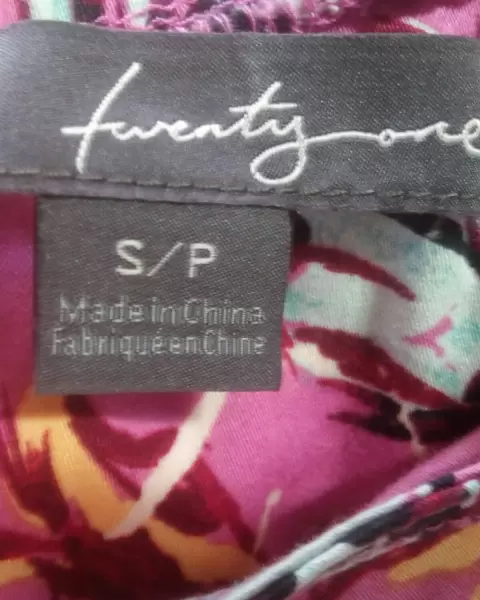 twenty one
S/P
Made in China
Fabriqué en Chine